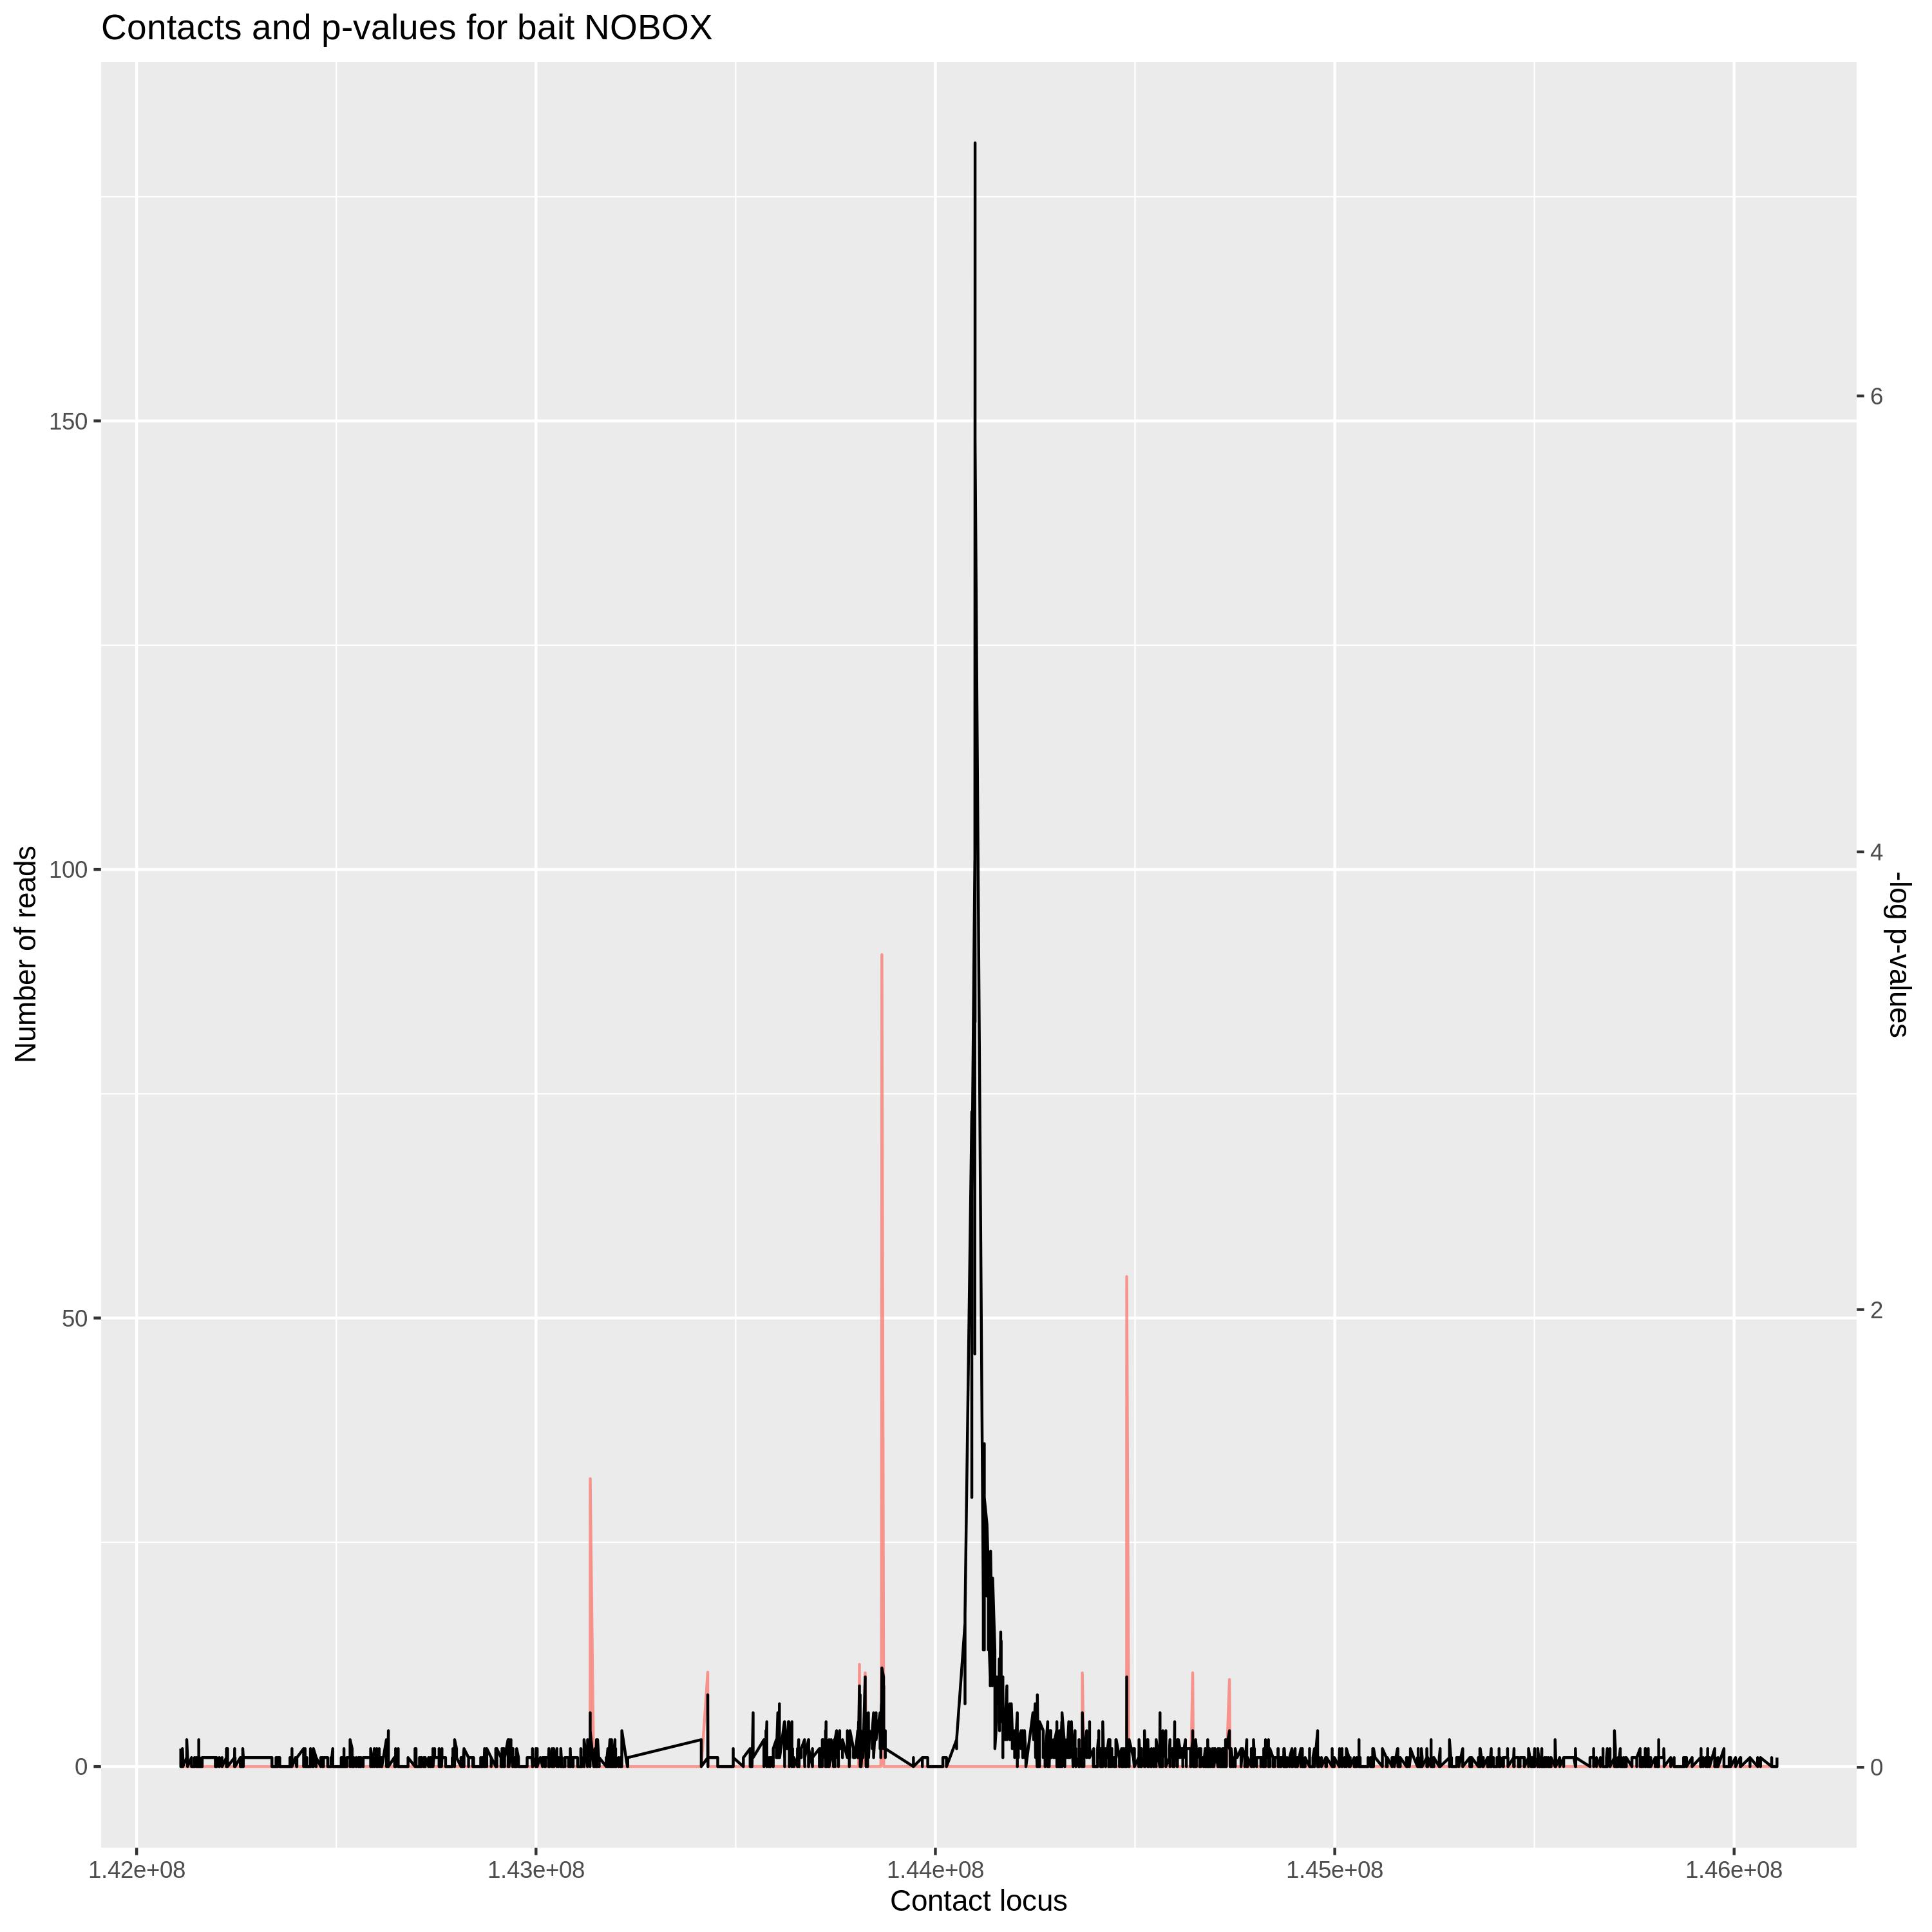 Contacts and p-values for bait NOBOX
Number of reads
150
100
50
0
6
4
2
0
-log p-values
1.42e+08 1.43e+08 1.44e+08 1.45e+08 1.46e+08
Contact locus